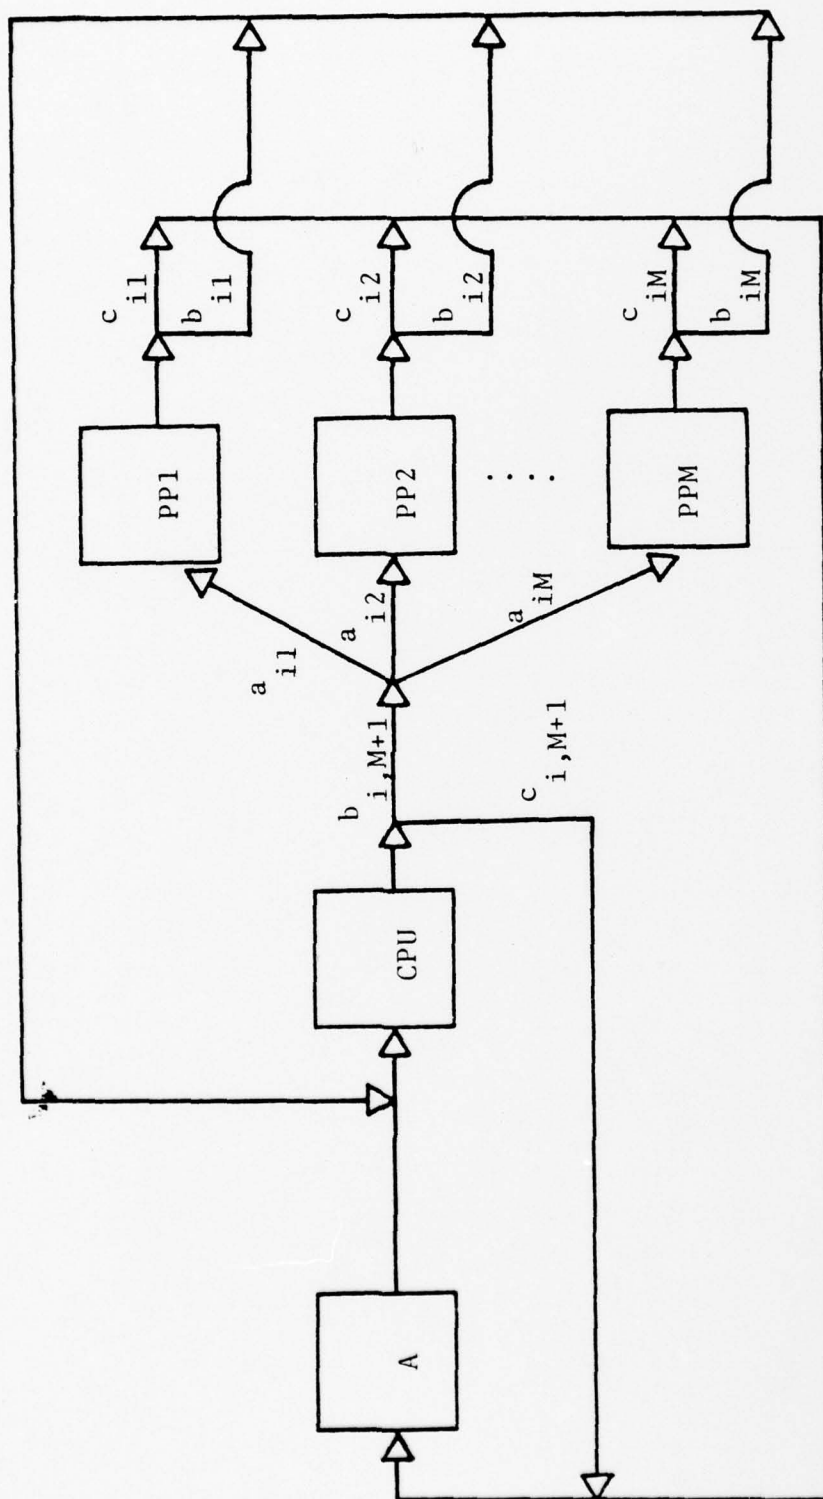 A
CPU
b i,M+1
c i,M+1
a i1
a i2
a iM
PP1
PP2
....
PPM
c i1
b i1
c i2
b i2
c iM
b iM